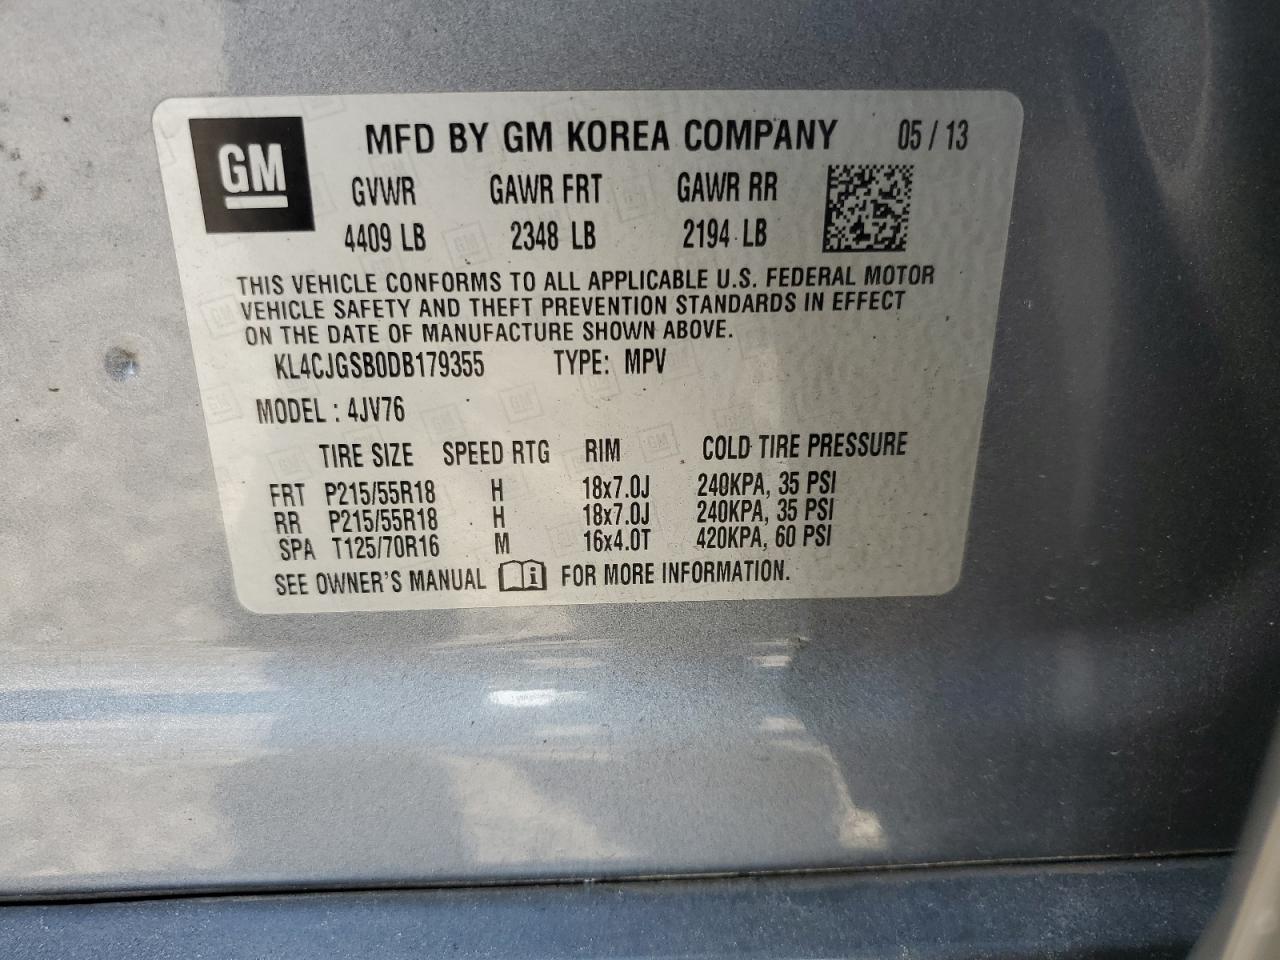 GM
MFD BY GM KOREA COMPANY 05 / 13
GVWR GAWR FRT GAWR RR
4409 LB 2348 LB 2194 LB
THIS VEHICLE CONFORMS TO ALL APPLICABLE U.S. FEDERAL MOTOR
VEHICLE SAFETY AND THEFT PREVENTION STANDARDS IN EFFECT
ON THE DATE OF MANUFACTURE SHOWN ABOVE.
KL4CJGSB0DB179355 TYPE: MPV
MODEL : 4JV76
TIRE SIZE SPEED RTG RIM COLD TIRE PRESSURE
FRT P215/55R18 H 18x7.0J 240KPA, 35 PSI
RR P215/55R18 H 18x7.0J 240KPA, 35 PSI
SPA T125/70R16 M 16x4.0T 420KPA, 60 PSI
SEE OWNER'S MANUAL i FOR MORE INFORMATION.